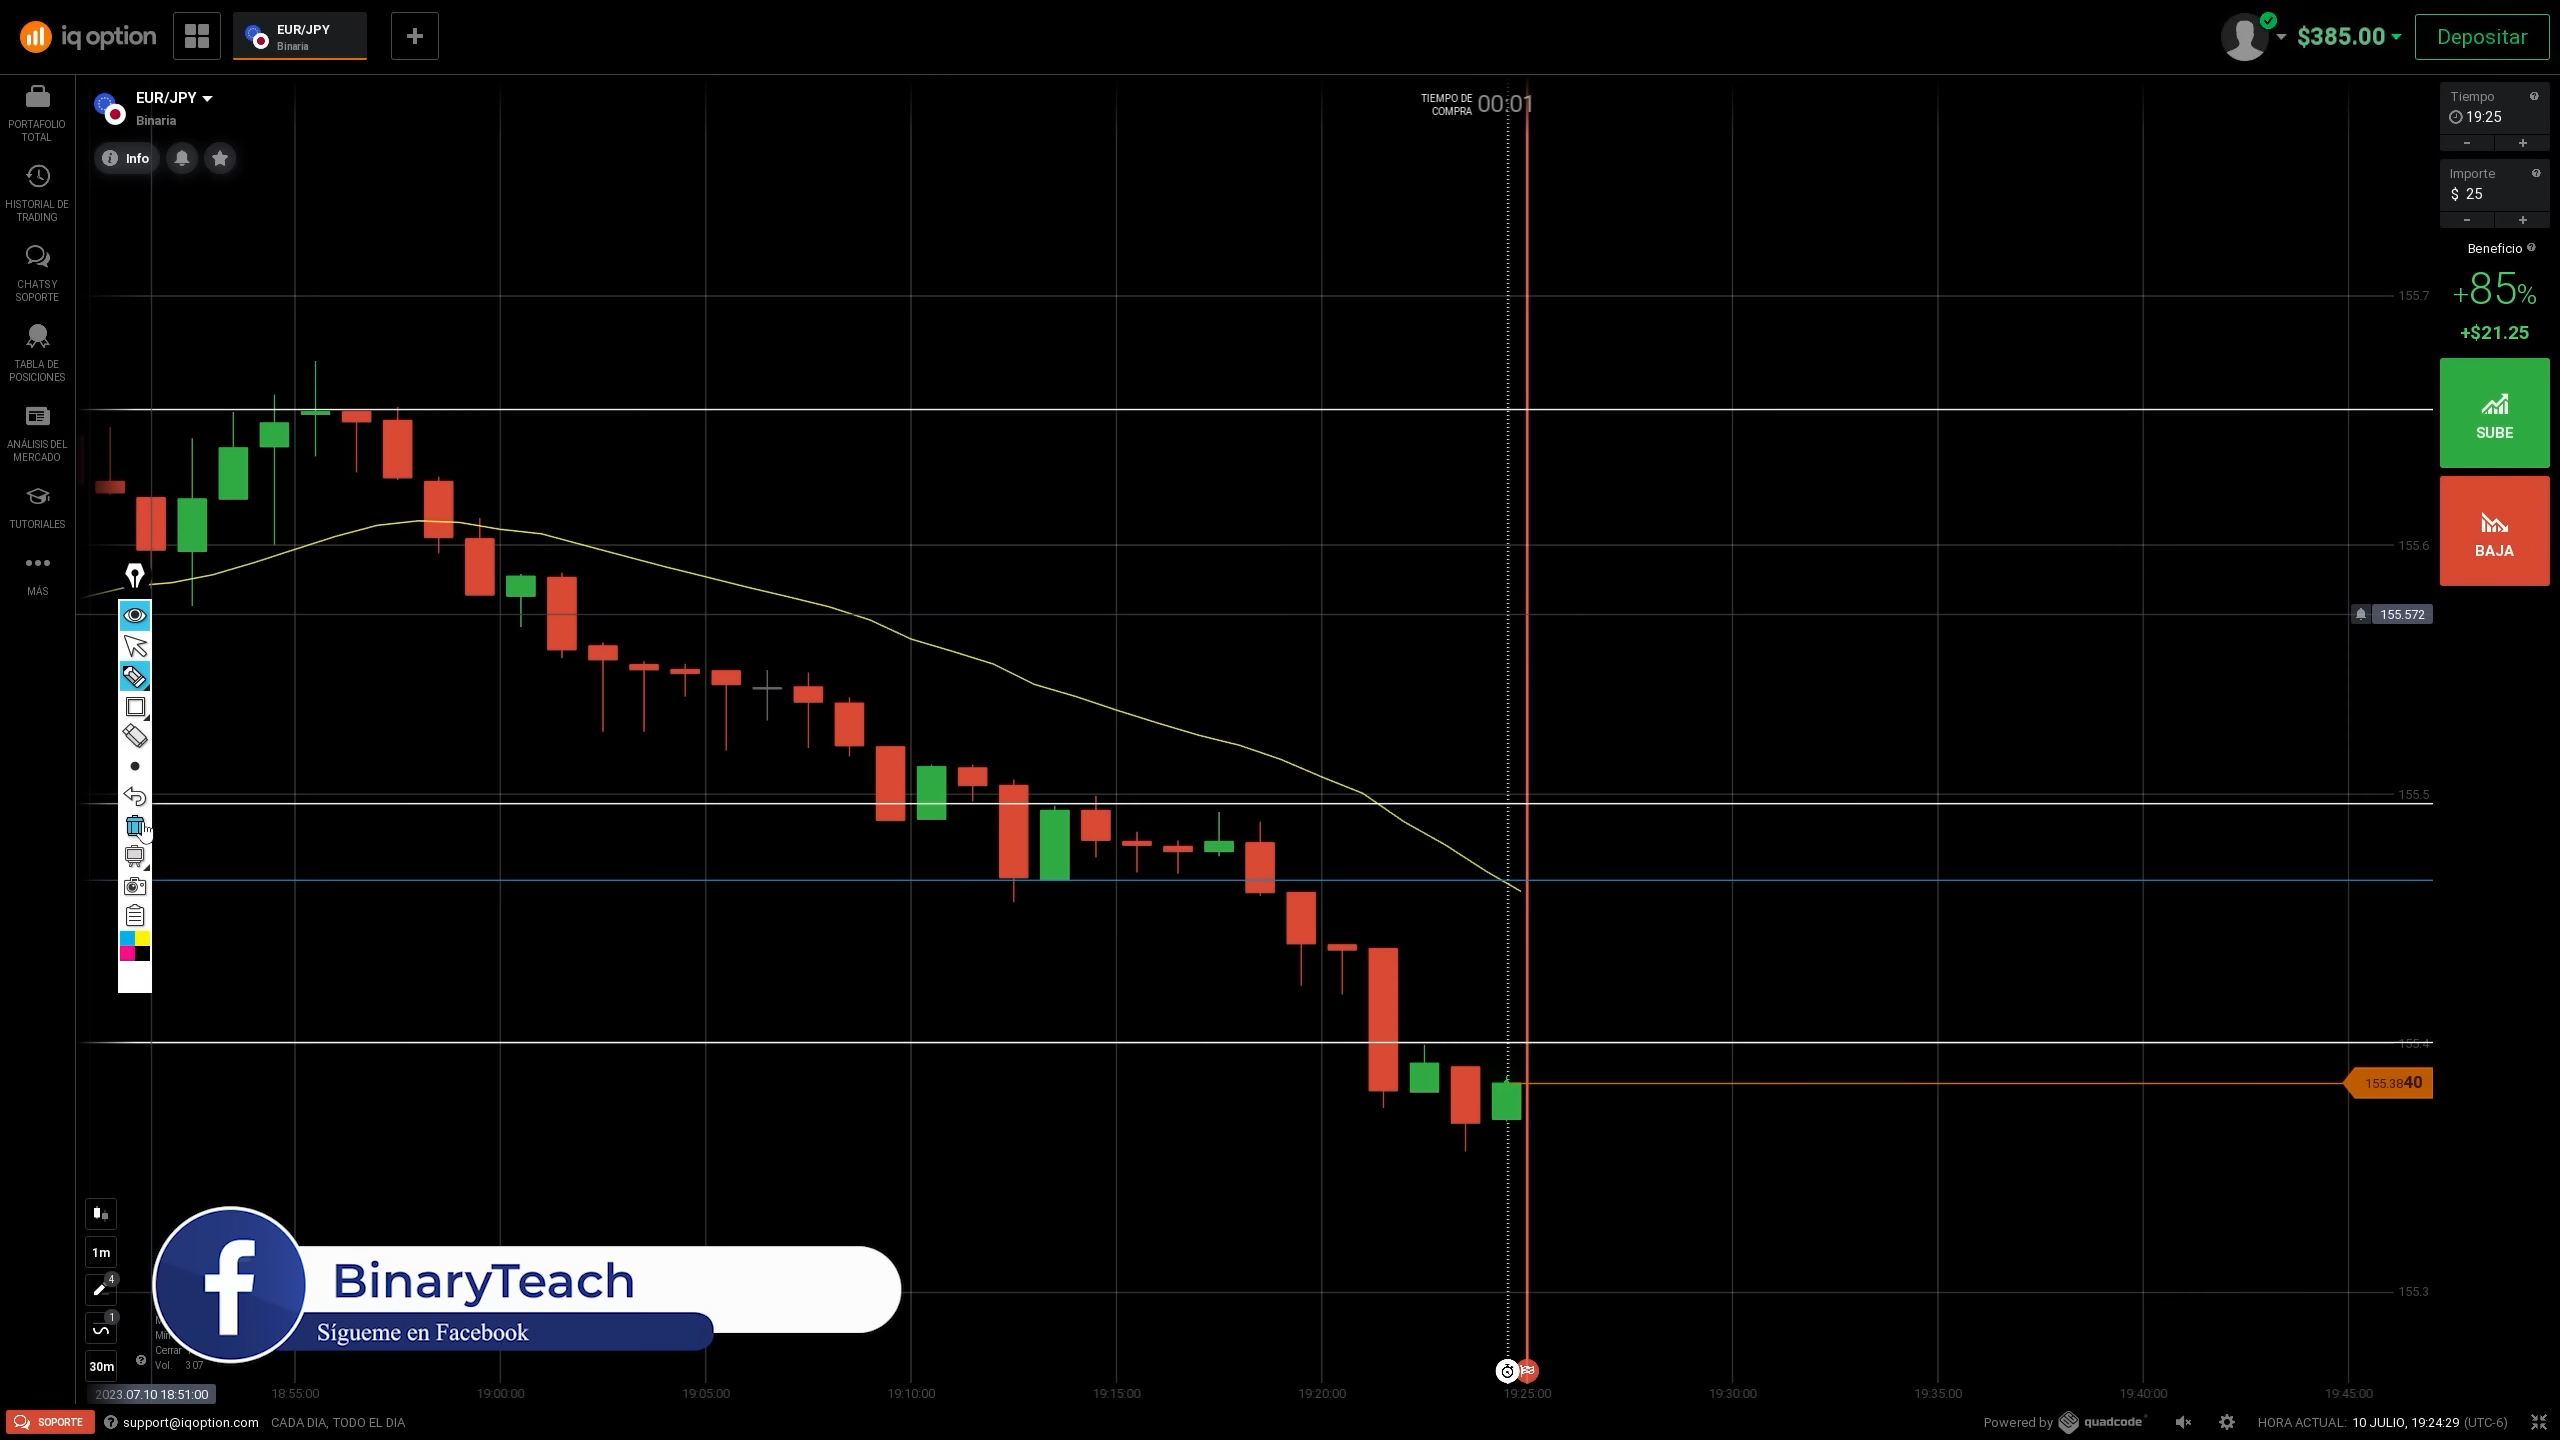 iq option
EUR/JPY
Binaria
$385.00
Depositar
EUR/JPY
Binaria
Info
TIEMPO DE
COMPRA
00:01
PORTAFOLIO
TOTAL
HISTORIAL DE
TRADING
CHATS Y
SOPORTE
TABLA DE
POSICIONES
ANÁLISIS DEL
MERCADO
TUTORIALES
MÁS
Tiempo
19:25
- +
Importe
$ 25
- +
Beneficio
+85%
+$21.25
SUBE
BAJA
155.7
155.6
155.572
155.5
155.4
155.3840
155.3
1m
4
1
30m
Cerrar
Vol. 307
BinaryTeach
Sígueme en Facebook
2023.07.10 18:51:00
18:55:00
19:00:00
19:05:00
19:10:00
19:15:00
19:20:00
19:25:00
19:30:00
19:35:00
19:40:00
19:45:00
SOPORTE
support@iqoption.com
CADA DIA, TODO EL DIA
Powered by quadcode
HORA ACTUAL: 10 JULIO, 19:24:29 (UTC-6)